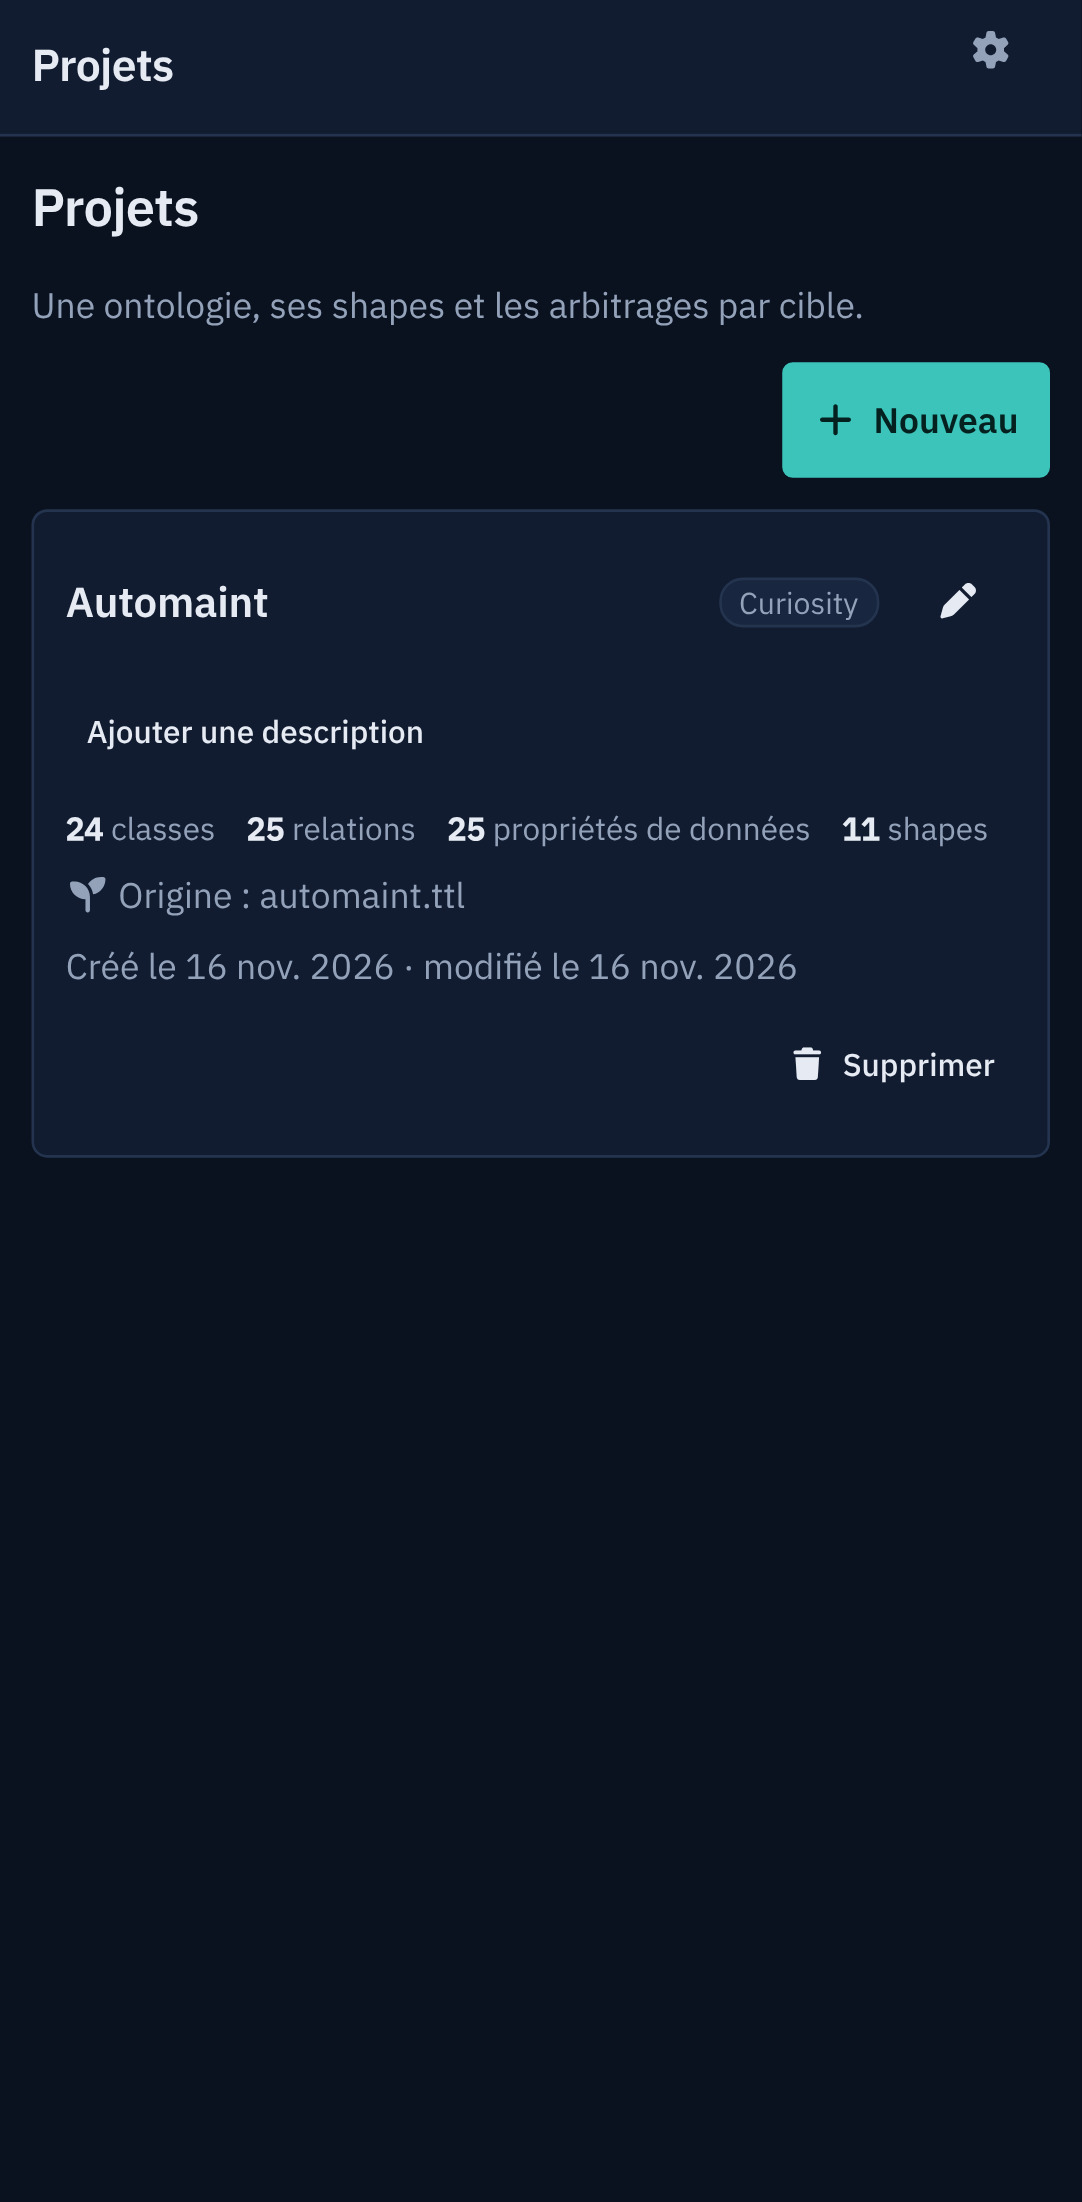 Projets
Projets
Une ontologie, ses shapes et les arbitrages par cible.
Nouveau
Automaint
Curiosity
Ajouter une description
24 classes 25 relations 25 propriétés de données 11 shapes
Origine : automaint.ttl
Créé le 16 nov. 2026 · modifié le 16 nov. 2026
Supprimer